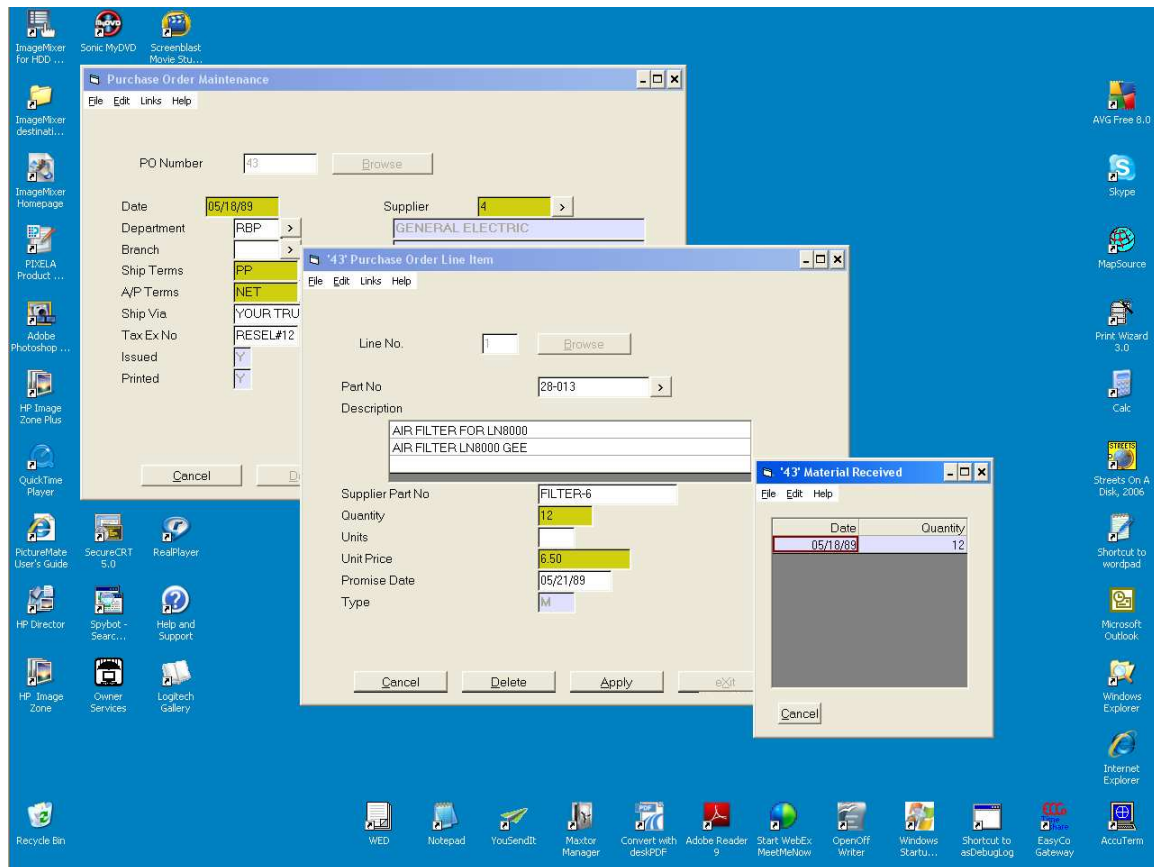 ImageMixer for HDD ...
Sonic MyDVD
Screenblast Movie Stu...
ImageMixer destinati...
ImageMixer Homepage
PIXELA Product ...
Adobe Photoshop ...
HP Image Zone Plus
QuickTime Player
PictureMate User's Guide
SecureCRT 5.0
RealPlayer
HP Director
Spybot - Searc...
Help and Support
HP Image Zone
Owner Services
Logitech Gallery
Recycle Bin
Purchase Order Maintenance
File Edit Links Help
PO Number 43 Browse
Date 05/18/89 Supplier 4 >
Department RBP > GENERAL ELECTRIC
Branch >
Ship Terms PP
A/P Terms NET
Ship Via YOUR TRU
Tax Ex No RESEL#12
Issued Y
Printed Y
Cancel D
'43' Purchase Order Line Item
File Edit Links Help
Line No. 1 Browse
Part No 28-013 >
Description
AIR FILTER FOR LN8000
AIR FILTER LN8000 GEE
Supplier Part No FILTER-6
Quantity 12
Units
Unit Price 6.50
Promise Date 05/21/89
Type M
Cancel Delete Apply eXit
'43' Material Received
File Edit Help
Date Quantity
05/18/89 12
Cancel
AVG Free 8.0
Skype
MapSource
Print Wizard 3.0
Calc
STREETS
Streets On A Disk, 2006
Shortcut to wordpad
Microsoft Outlook
Windows Explorer
Internet Explorer
WED
Notepad
YouSendIt
Maxtor Manager
Convert with deskPDF
Adobe Reader 9
Start WebEx MeetMeNow
OpenOff Writer
Windows Startu...
Shortcut to asDebugLog
EasyCo Gateway
AccuTerm